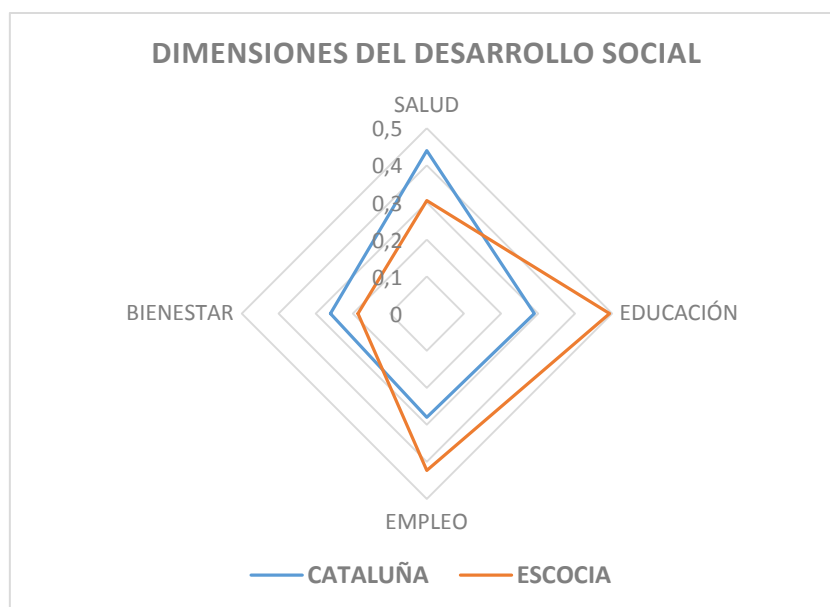 DIMENSIONES DEL DESARROLLO SOCIAL
SALUD
0,5
0,4
0,3
0,2
0,1
0
BIENESTAR
EDUCACIÓN
EMPLEO
CATALUÑA ESCOCIA